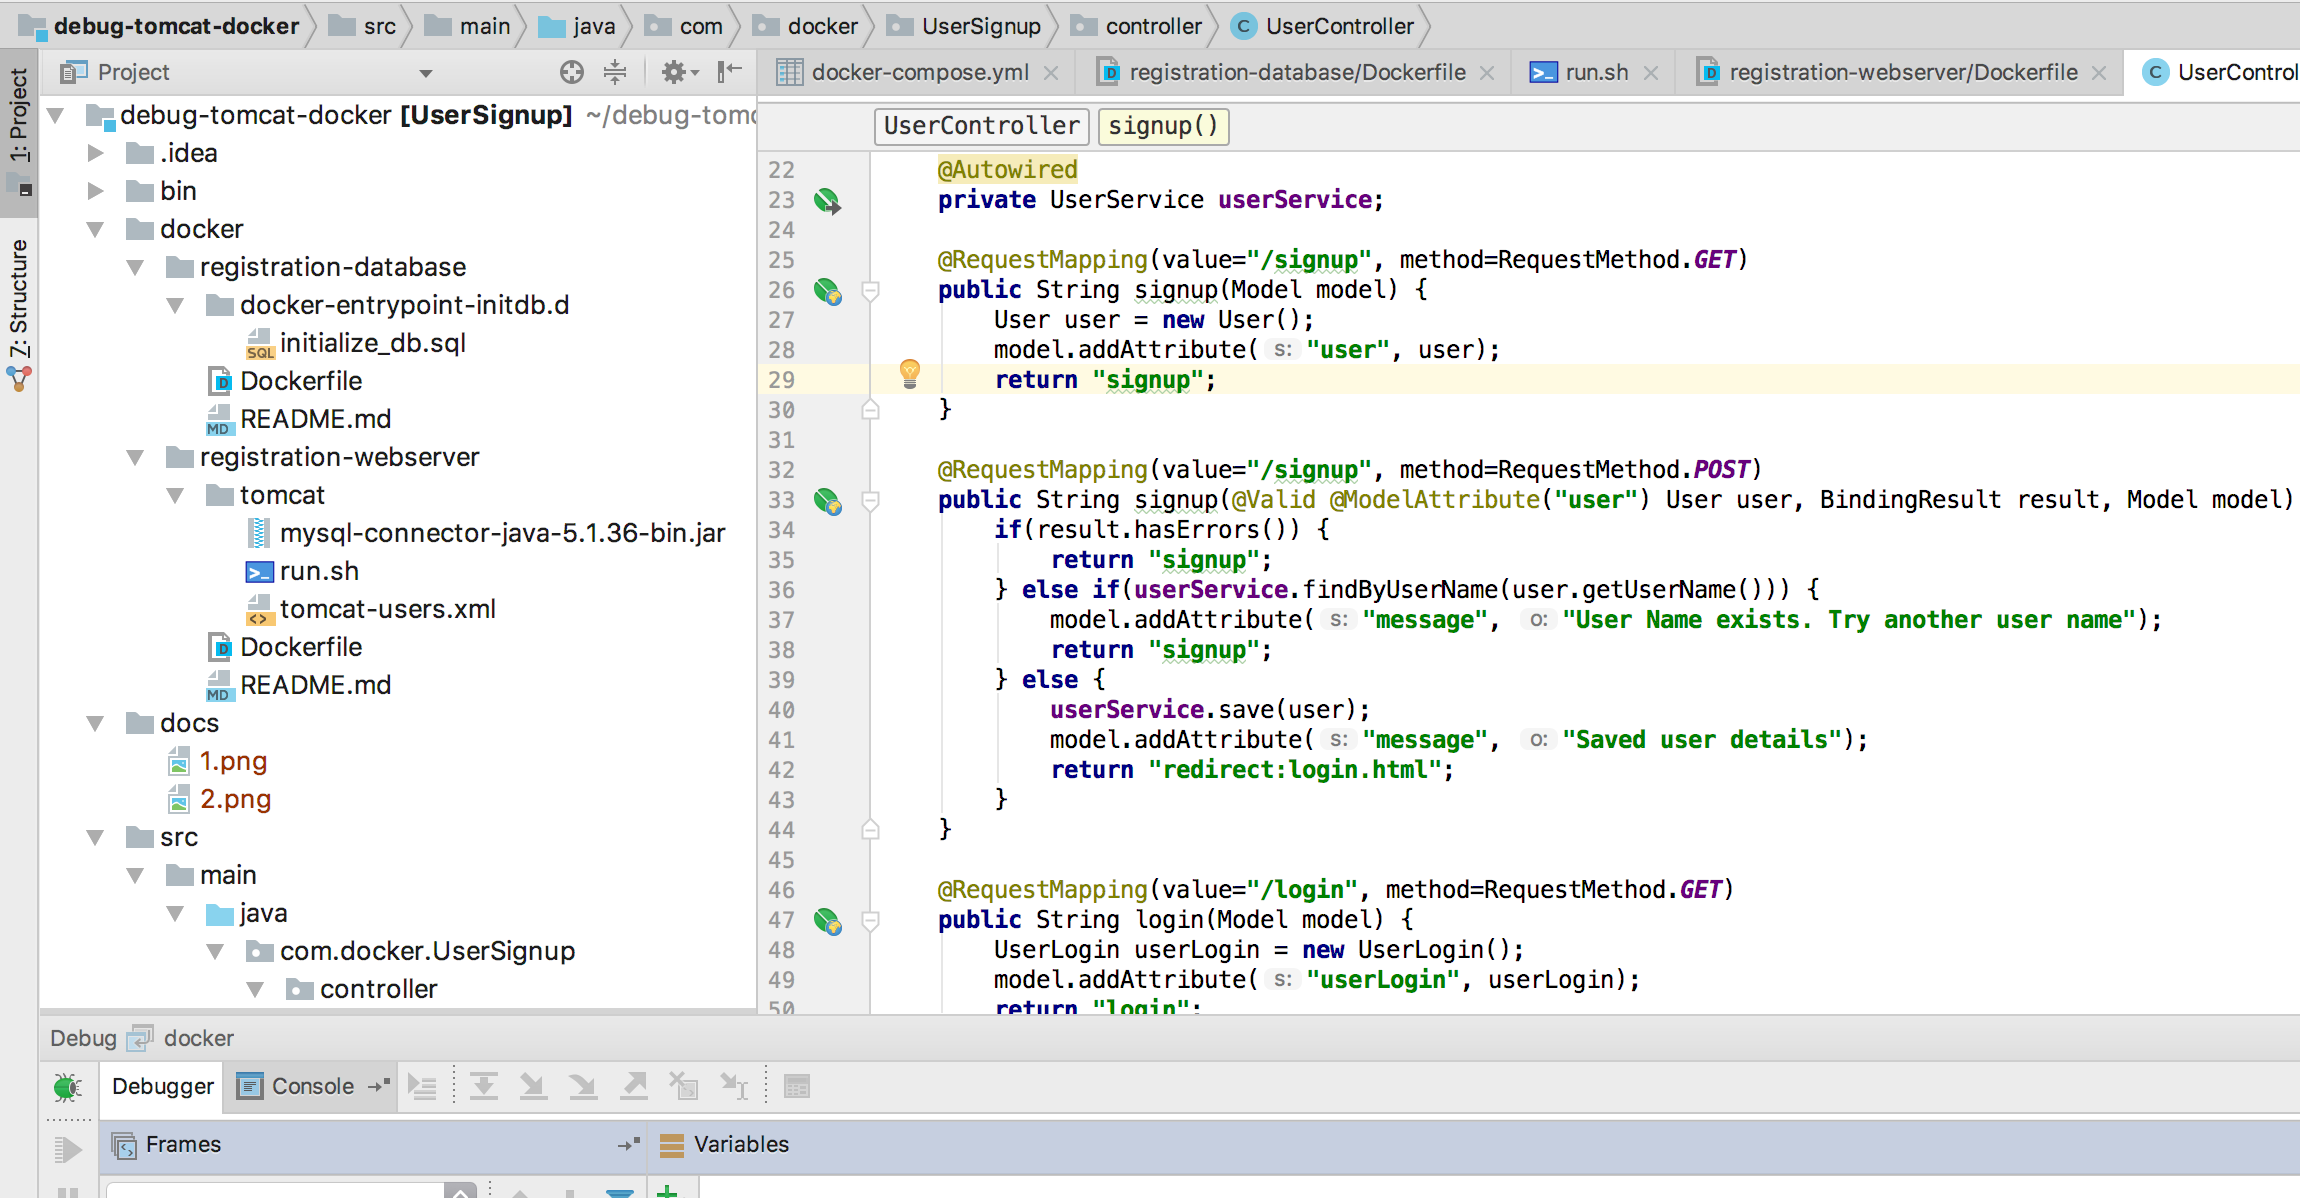 debug-tomcat-docker src main java com docker UserSignup controller C UserController
1: Project
7: Structure
Project
debug-tomcat-docker [UserSignup]
.idea
bin
docker
registration-database
docker-entrypoint-initdb.d
SQL initialize_db.sql
D Dockerfile
MD README.md
registration-webserver
tomcat
mysql-connector-java-5.1.36-bin.jar
>_ run.sh
<> tomcat-users.xml
D Dockerfile
MD README.md
docs
1.png
2.png
src
main
java
com.docker.UserSignup
controller
docker-compose.yml D registration-database/Dockerfile >_ run.sh D registration-webserver/Dockerfile C
UserController signup()
22 @Autowired
23 private UserService userService;
24
25 @RequestMapping(value="/signup", method=RequestMethod.GET)
26 public String signup(Model model) {
27 User user = new User();
28 model.addAttribute( s: "user", user);
29 return "signup";
30 }
31
32 @RequestMapping(value="/signup", method=RequestMethod.POST)
33 public String signup(@Valid @ModelAttribute("user") User user, BindingResult result, Model model)
34 if(result.hasErrors()) {
35 return "signup";
36 } else if(userService.findByUserName(user.getUserName())) {
37 model.addAttribute( s: "message", o: "User Name exists. Try another user name");
38 return "signup";
39 } else {
40 userService.save(user);
41 model.addAttribute( s: "message", o: "Saved user details");
42 return "redirect:login.html";
43 }
44 }
45
46 @RequestMapping(value="/login", method=RequestMethod.GET)
47 public String login(Model model) {
48 UserLogin userLogin = new UserLogin();
49 model.addAttribute( s: "userLogin", userLogin);
50 return "login";
Debug docker
Debugger Console
Frames Variables